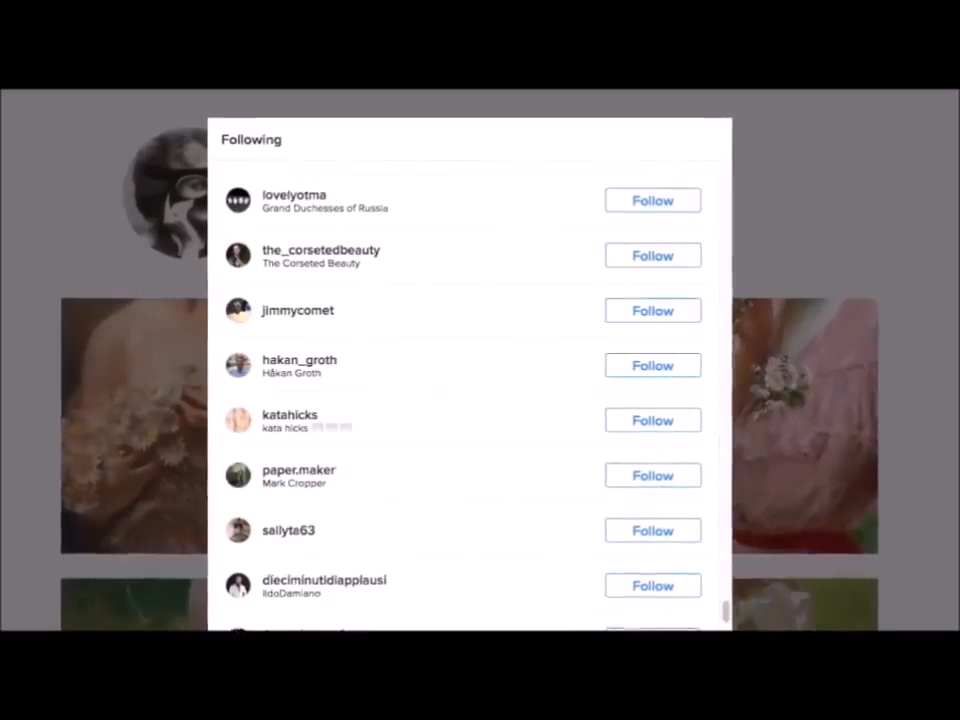 Following
lovelyotma
Grand Duchesses of Russia
Follow
the_corsetedbeauty
The Corseted Beauty
Follow
jimmycomet
Follow
hakan_groth
Håkan Groth
Follow
katahicks
kata hicks
Follow
paper.maker
Mark Cropper
Follow
sallyta63
Follow
dieciminutidiapplausi
IldoDamiano
Follow